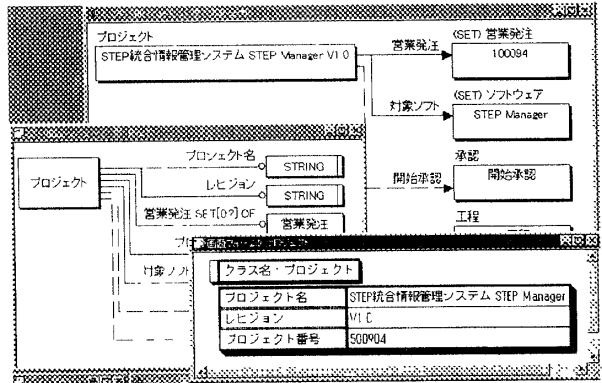 プロジェクト
STEP統合情報管理システム STEP Manager V1.0
営業発注
(SET) 営業発注
100094
対象ソフト
(SET) ソフトウェア
STEP Manager
承認
開始承認
開始承認
工程
プロジェクト
プロジェクト名
STRING
レビジョン
STRING
営業発注 SET[0:?] OF
営業発注
対象ソフト
クラス名・プロジェクト
プロジェクト名
STEP統合情報管理システム STEP Manager
レビジョン
V1.0
プロジェクト番号
500904